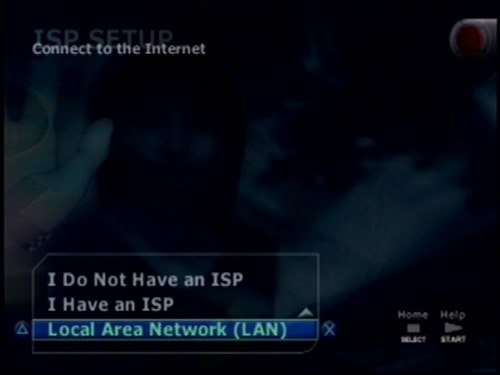 ISP SETUP
Connect to the Internet
I Do Not Have an ISP
I Have an ISP
Local Area Network (LAN)
Home Help
SELECT START